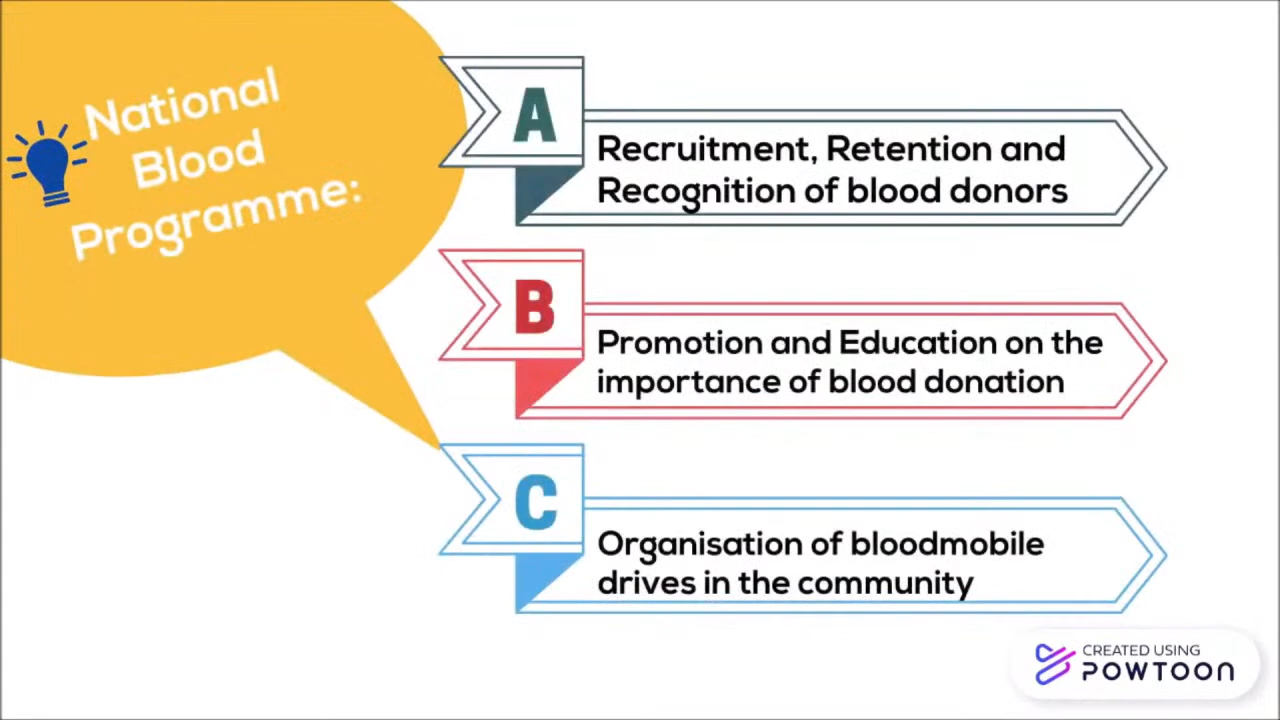 National
Blood
Programme:
A
Recruitment, Retention and
Recognition of blood donors
B
Promotion and Education on the
importance of blood donation
C
Organisation of bloodmobile
drives in the community
CREATED USING
POWTOON